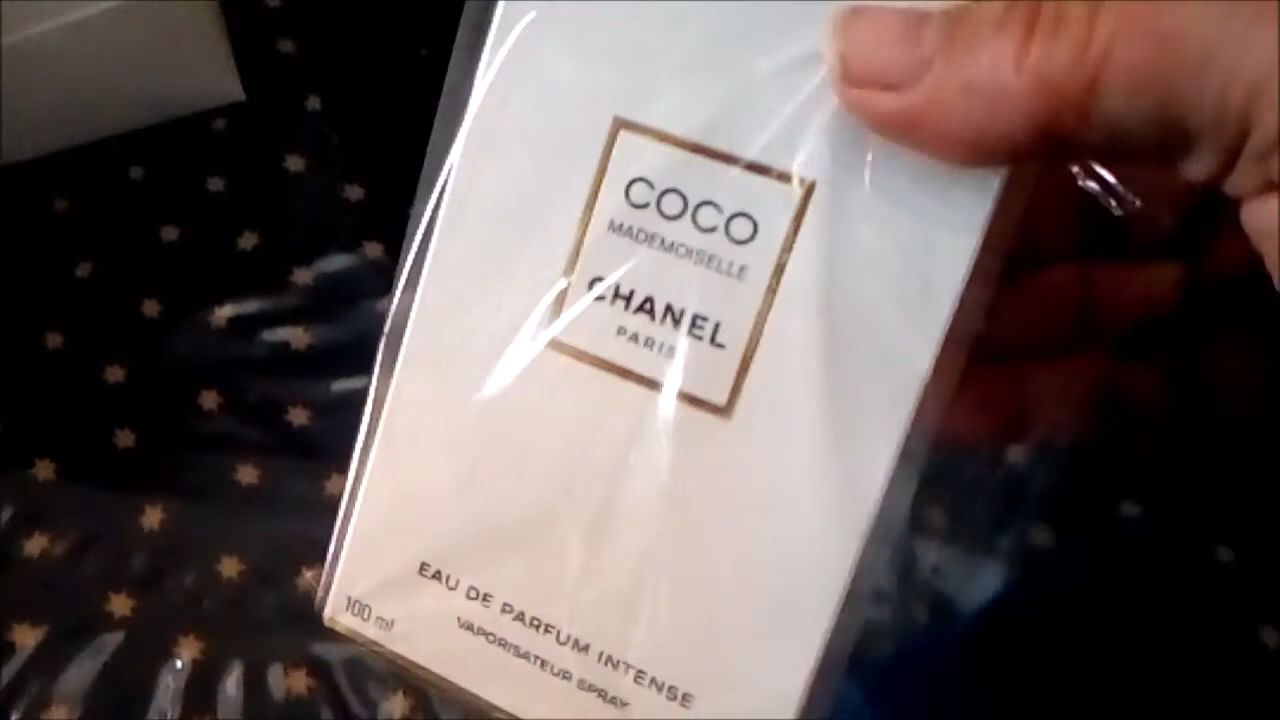 COCO
MADEMOISELLE
CHANEL
PARIS
EAU DE PARFUM INTENSE
100 ml
VAPORISATEUR SPRAY